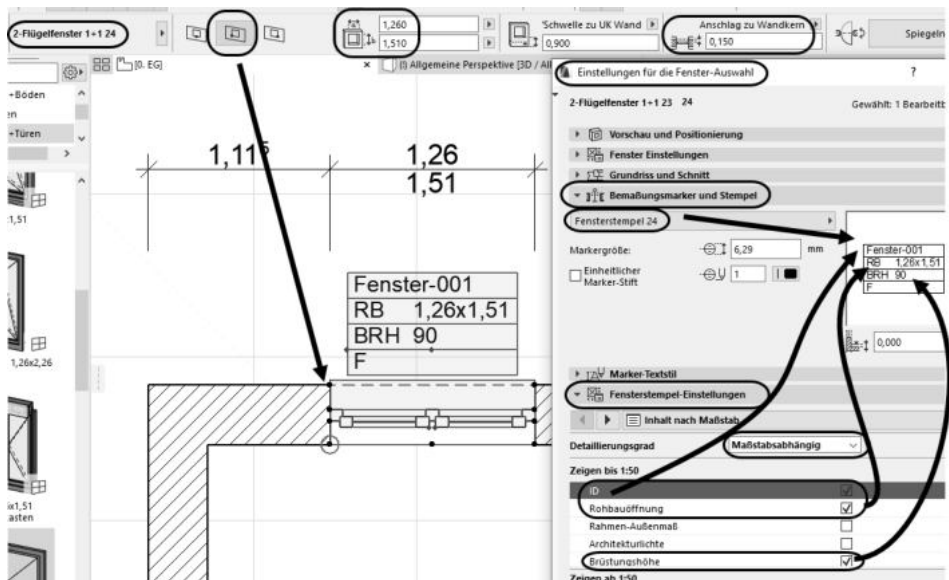 2-Flügelfenster 1+1 24
1,260
1,510
'Schwelle zu UK Wand
0,900
Anschlag zu Wandkern
0,150
Spiegeln
[0. EG]
(!) Allgemeine Perspektive [3D / All
+Böden
en
+Türen
1,51
1,26x2,26
x1,51
asten
1,11⁵
1,26
1,51
Fenster-001
RB 1,26x1,51
BRH 90
F
Einstellungen für die Fenster-Auswahl
?
2-Flügelfenster 1+1 23 24
Gewählt: 1 Bearbeitb
Vorschau und Positionierung
Fenster Einstellungen
Grundriss und Schnitt
Bemaßungsmarker und Stempel
Fensterstempel 24
Markergröße:
6,29
mm
Einheitlicher
Marker-Stift
1
Fenster-001
RB 1,26x1,51
BRH 90
F
0,000
Marker-Textstil
Fensterstempel-Einstellungen
Inhalt nach Maßstab
Detaillierungsgrad
Maßstabsabhängig
Zeigen bis 1:50
ID
Rohbauöffnung
Rahmen-Außenmaß
Architekturlichte
Brüstungshöhe
Zeigen ab 1:50